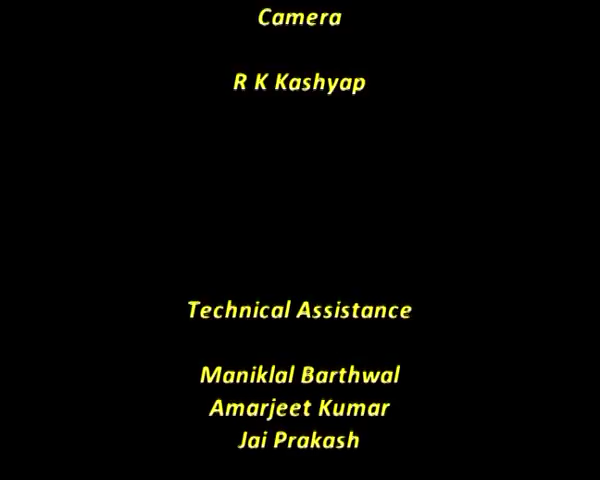 Camera
R K Kashyap
Technical Assistance
Maniklal Barthwal
Amarjeet Kumar
Jai Prakash